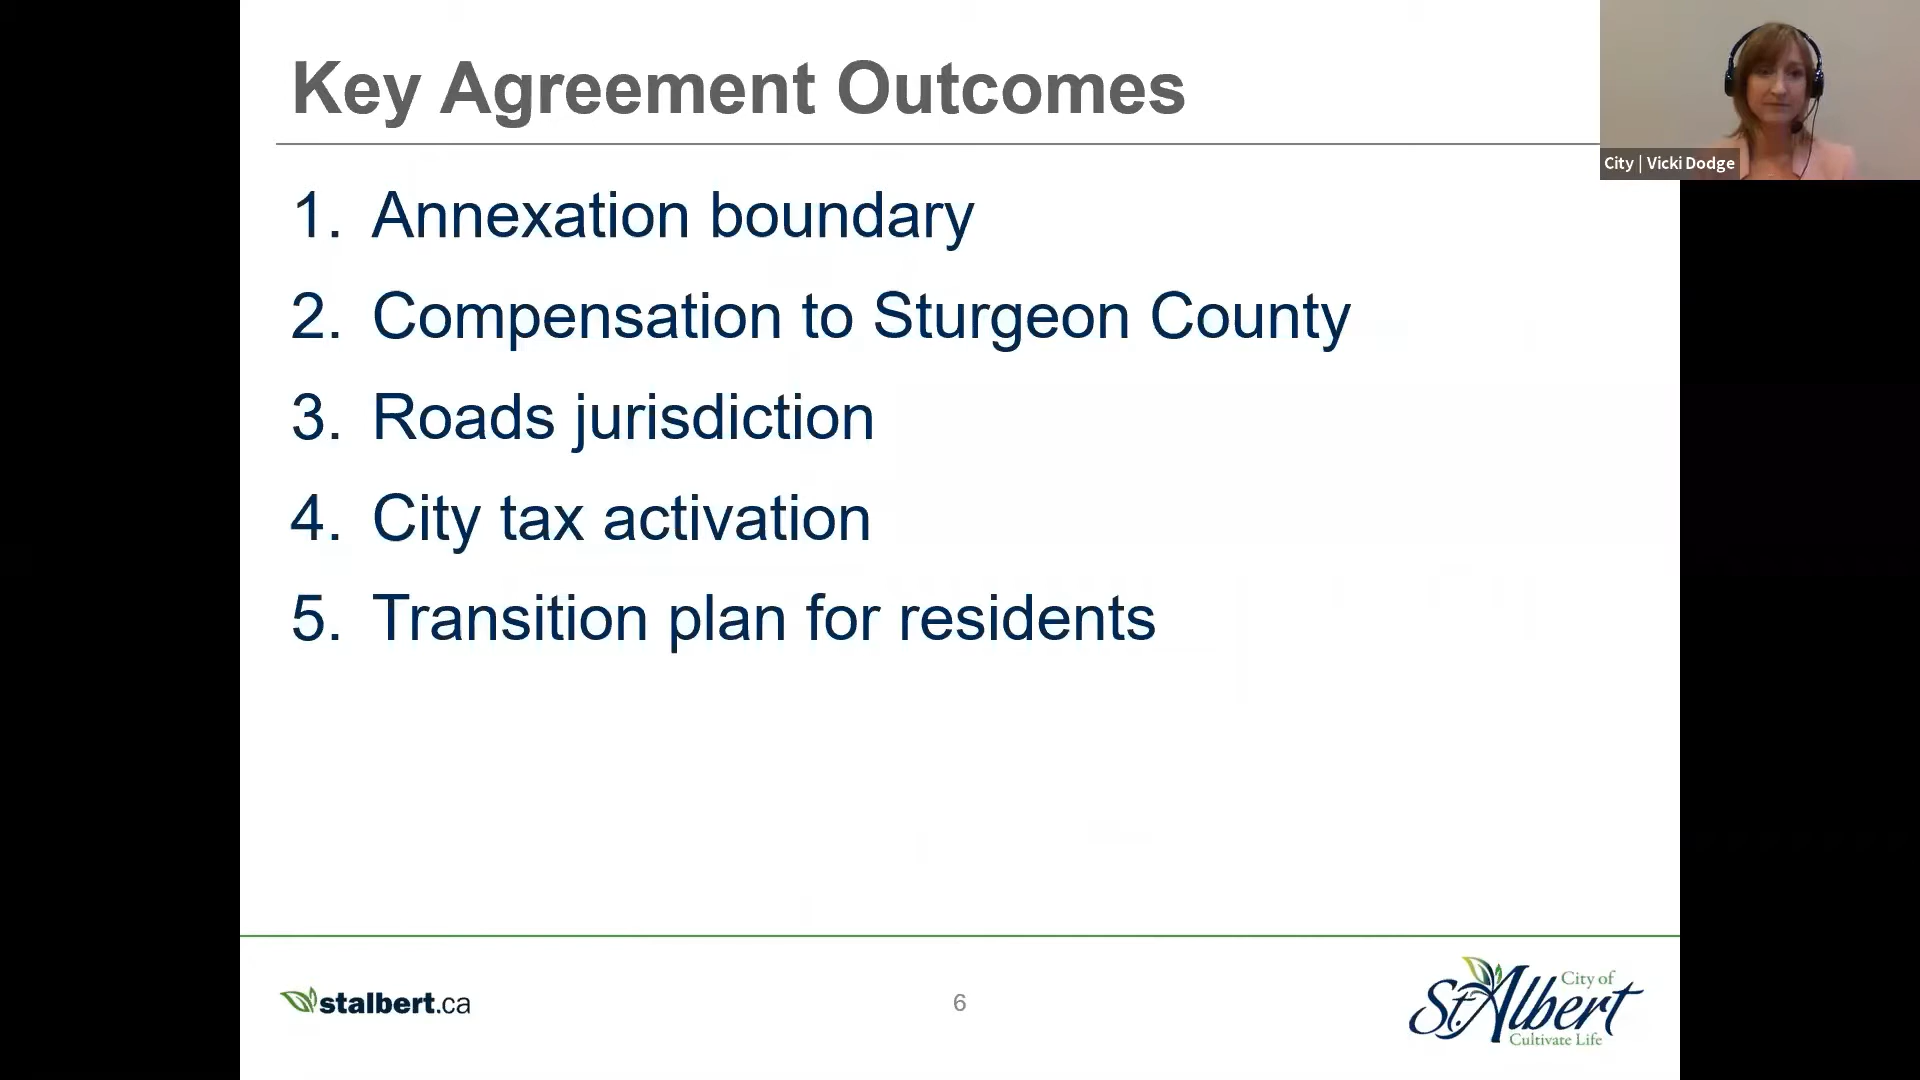 Key Agreement Outcomes
City | Vicki Dodge
1. Annexation boundary
2. Compensation to Sturgeon County
3. Roads jurisdiction
4. City tax activation
5. Transition plan for residents
stalbert.ca
6
City of
St. Albert
Cultivate Life